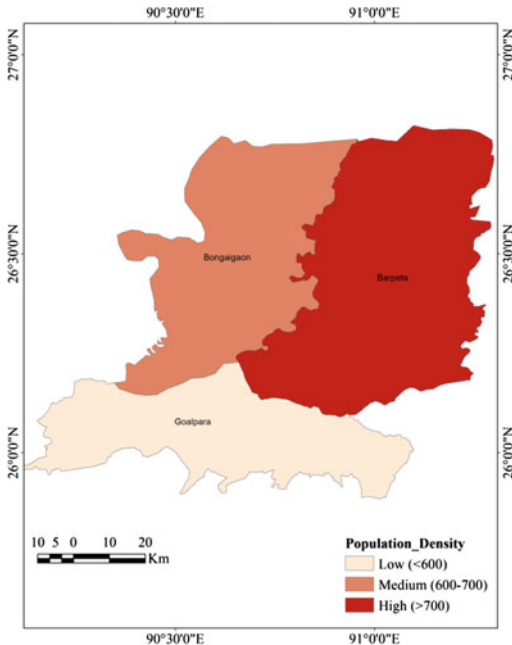 90°30'0"E 91°0'0"E
27°0'0"N 27°0'0"N
26°30'0"N 26°30'0"N
Bongaigaon
Barpeta
Goalpara
26°0'0"N 26°0'0"N
10 5 0 10 20
Km
Population_Density
Low (<600)
Medium (600-700)
High (>700)
90°30'0"E 91°0'0"E